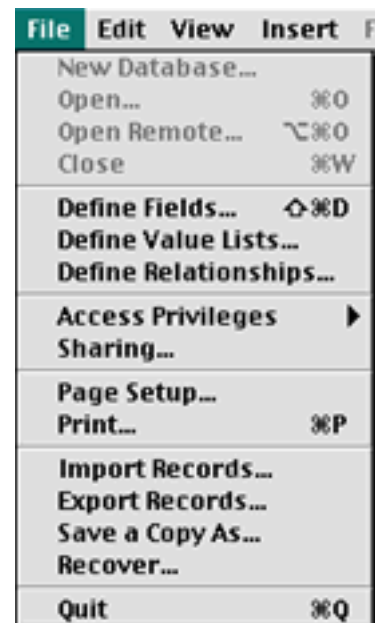 File Edit View Insert
New Database...
Open... ⌘O
Open Remote... ⌥⌘O
Close ⌘W
Define Fields... ⇧⌘D
Define Value Lists...
Define Relationships...
Access Privileges ▶
Sharing...
Page Setup...
Print... ⌘P
Import Records...
Export Records...
Save a Copy As...
Recover...
Quit ⌘Q